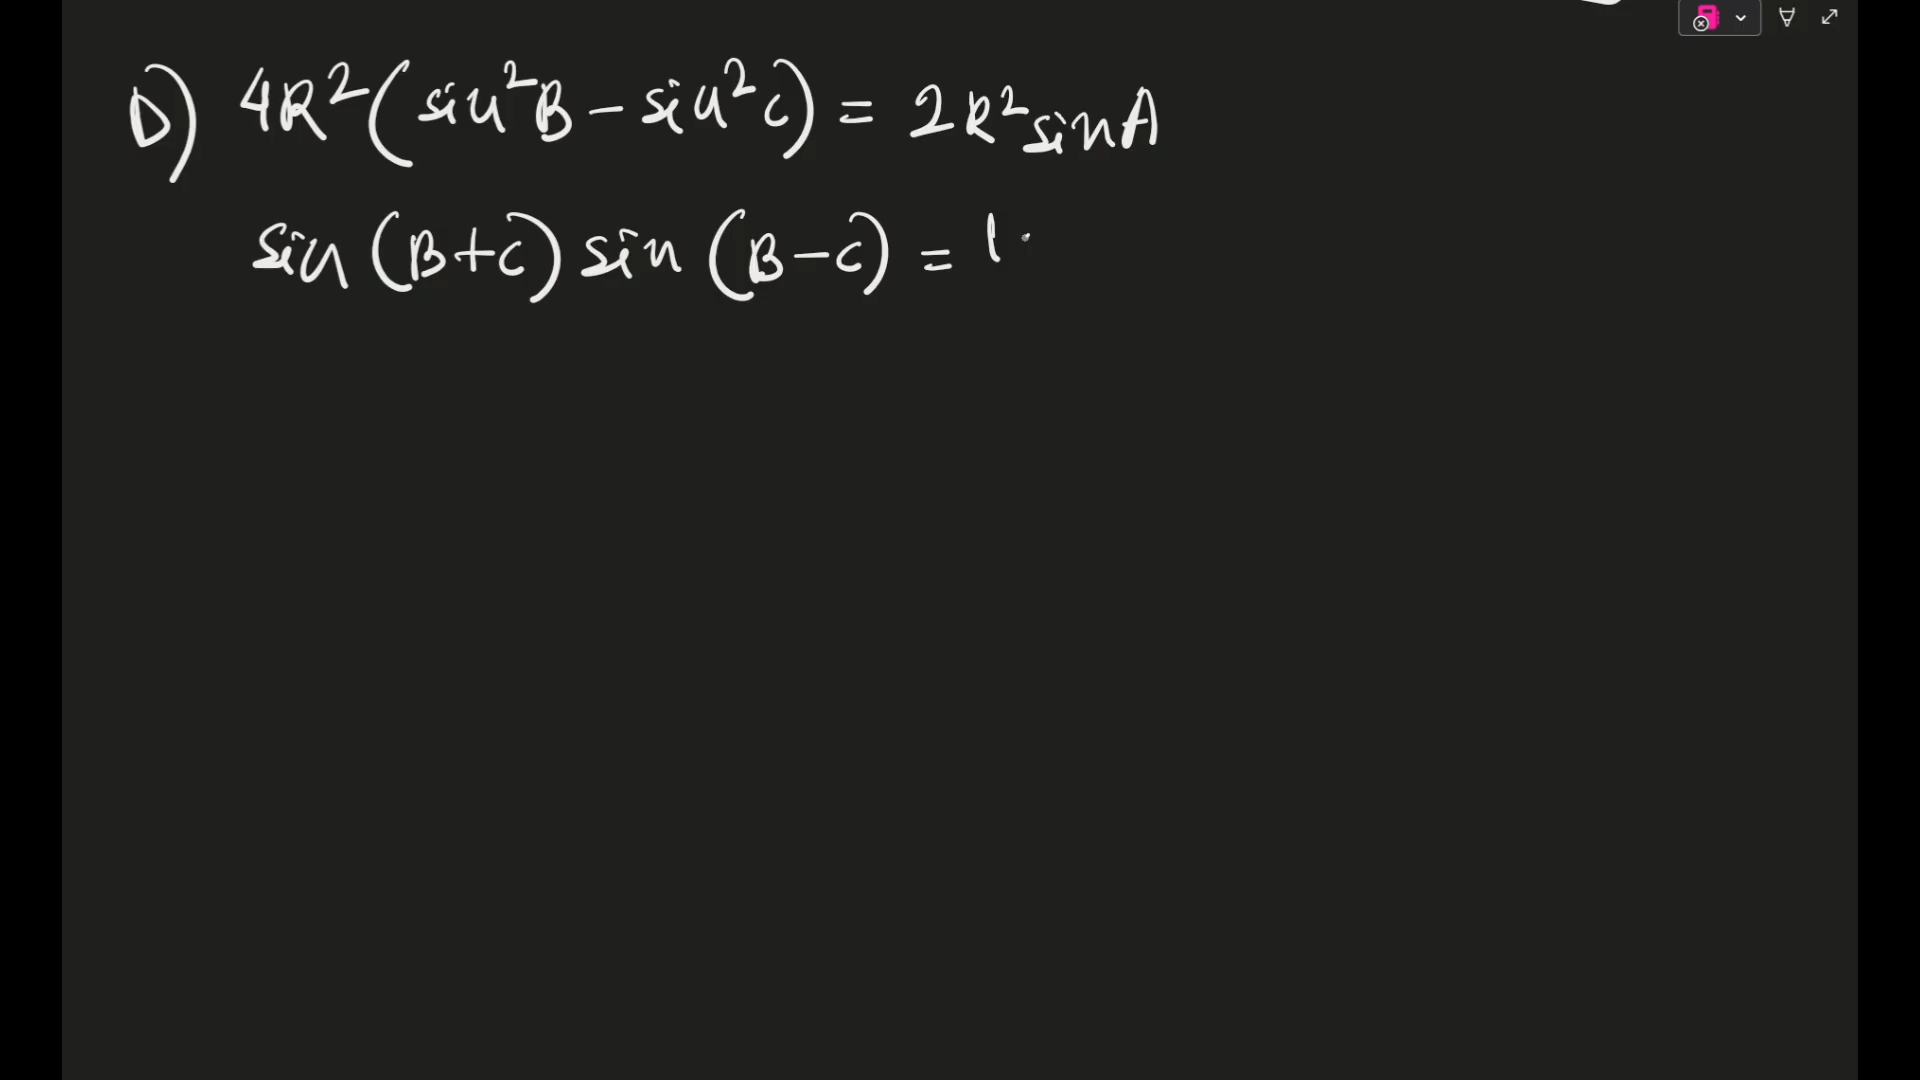 D) 4R²(sin²B - sin²C) = 2R² sinA
sin(B+C) sin(B-C) = 1